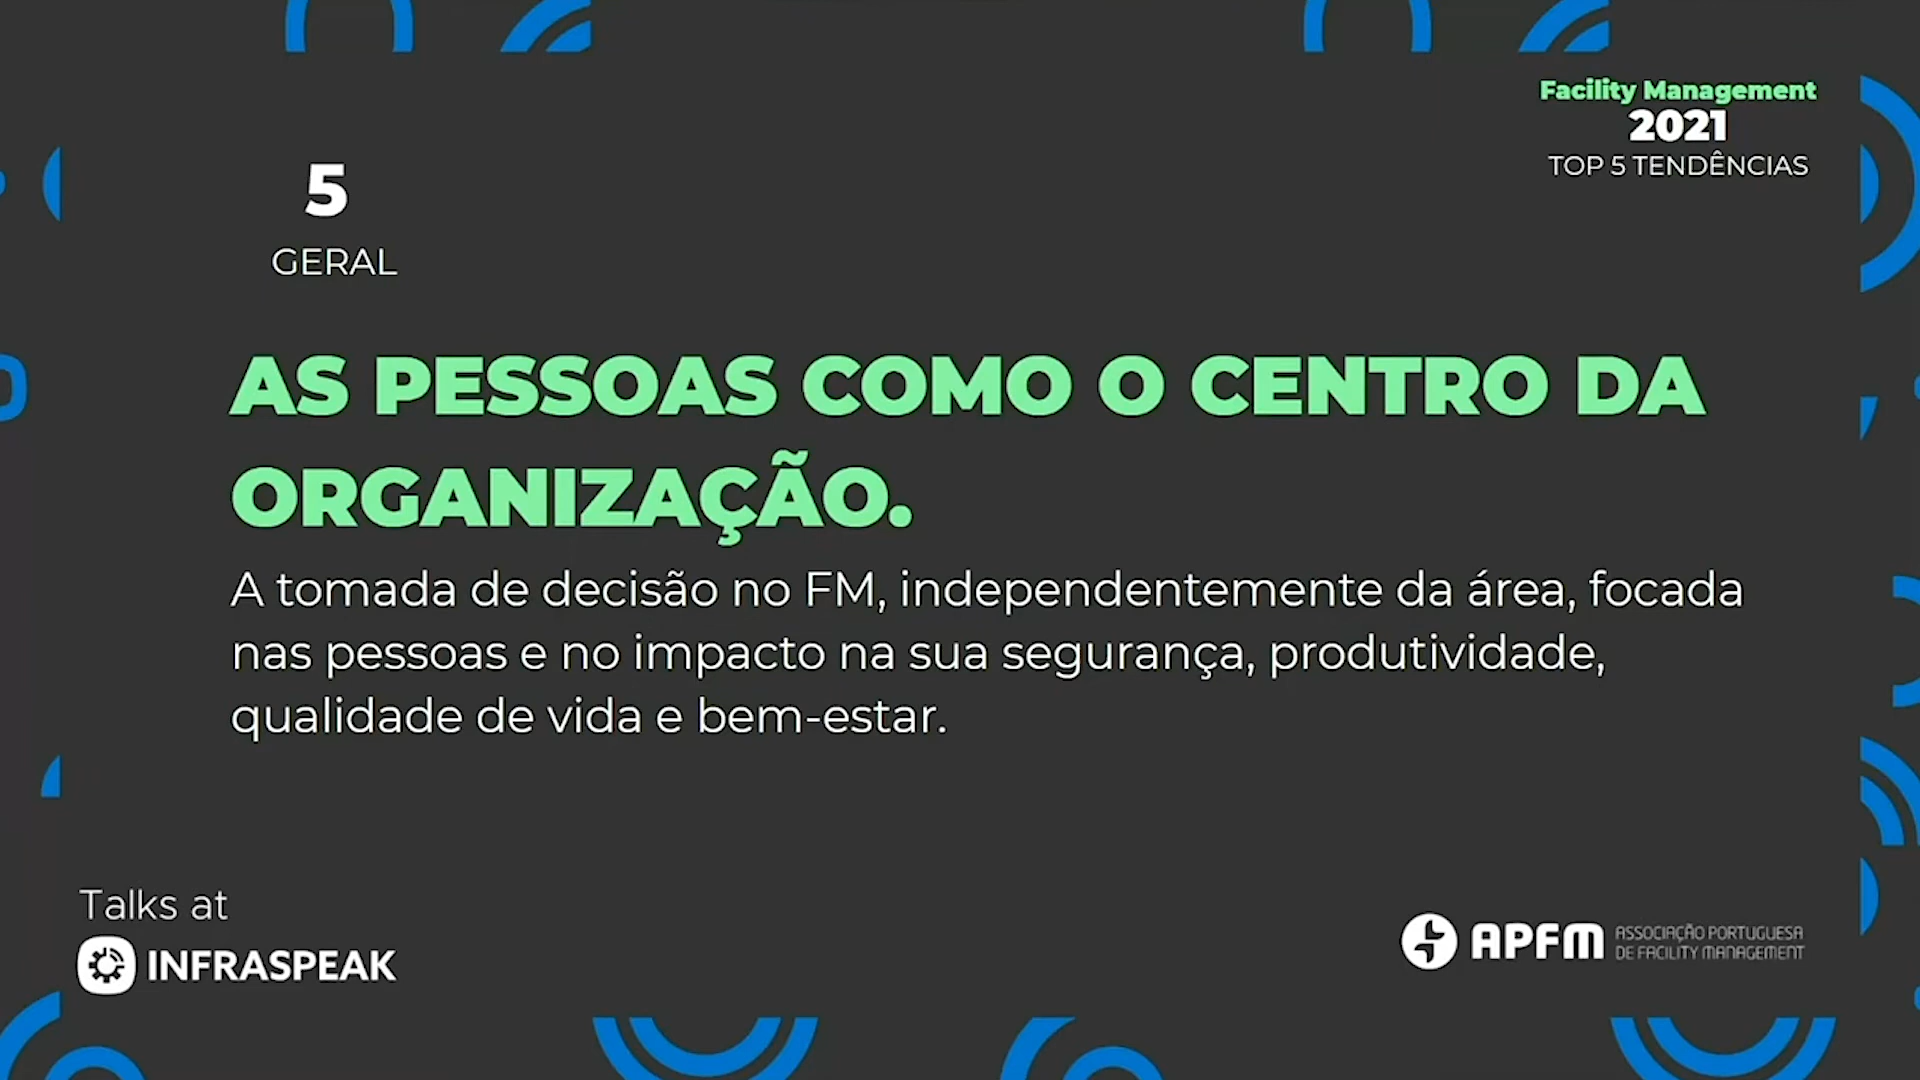 Facility Management
2021
TOP 5 TENDÊNCIAS
5
GERAL
AS PESSOAS COMO O CENTRO DA
ORGANIZAÇÃO.
A tomada de decisão no FM, independentemente da área, focada
nas pessoas e no impacto na sua segurança, produtividade,
qualidade de vida e bem-estar.
Talks at
INFRASPEAK
APFM
ASSOCIAÇÃO PORTUGUESA
DE FACILITY MANAGEMENT